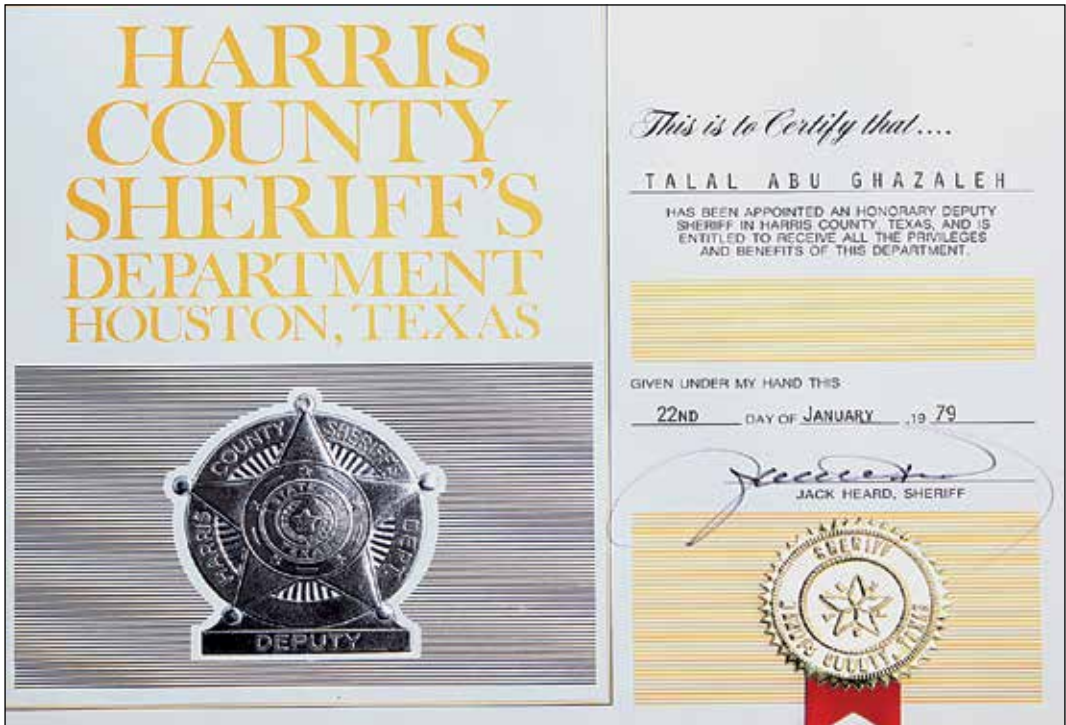 HARRIS
COUNTY
SHERIFF'S
DEPARTMENT
HOUSTON, TEXAS
HARRIS COUNTY SHERIFF'S DEPT.
STATE OF TEXAS
DEPUTY
This is to Certify that....
TALAL ABU GHAZALEH
HAS BEEN APPOINTED AN HONORARY DEPUTY
SHERIFF IN HARRIS COUNTY, TEXAS, AND IS
ENTITLED TO RECEIVE ALL THE PRIVILEGES
AND BENEFITS OF THIS DEPARTMENT.
GIVEN UNDER MY HAND THIS
22ND DAY OF JANUARY ,19 79
JACK HEARD, SHERIFF
SHERIFF
HARRIS COUNTY, TEXAS